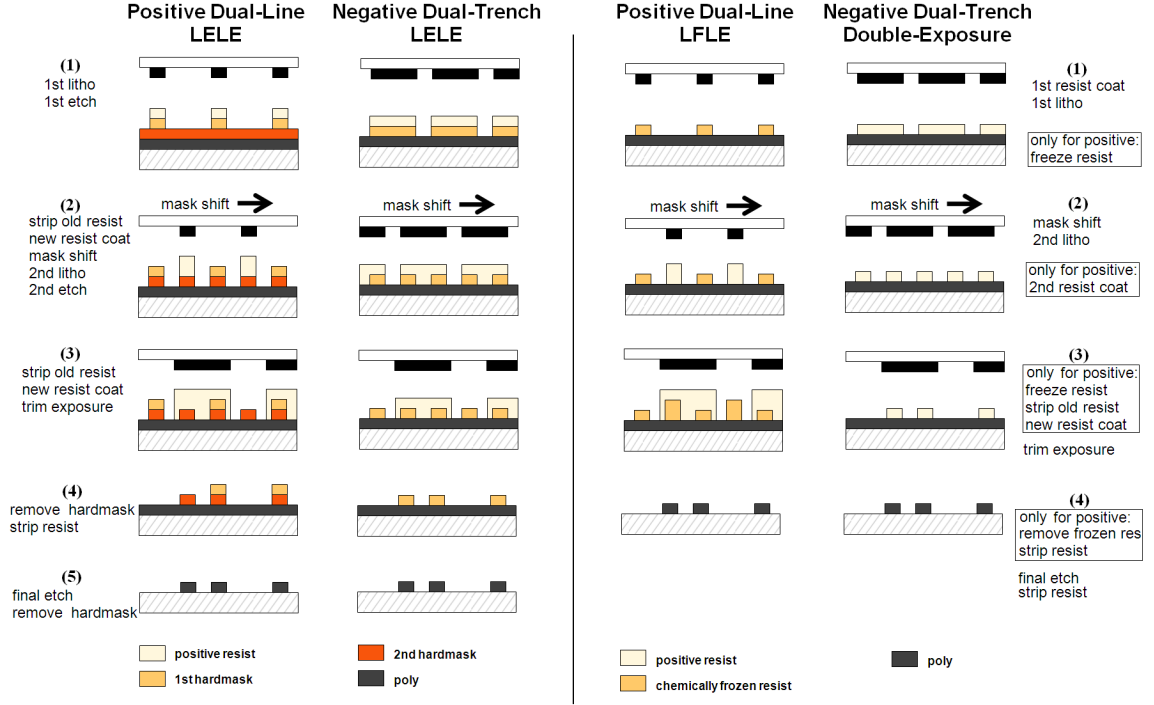 Positive Dual-Line
LELE
Negative Dual-Trench
LELE
(1)
1st litho
1st etch
(2)
strip old resist
new resist coat
mask shift
2nd litho
2nd etch
mask shift
mask shift
(3)
strip old resist
new resist coat
trim exposure
(4)
remove hardmask
strip resist
(5)
final etch
remove hardmask
positive resist
1st hardmask
2nd hardmask
poly
Positive Dual-Line
LFLE
Negative Dual-Trench
Double-Exposure
(1)
1st resist coat
1st litho
only for positive:
freeze resist
mask shift
mask shift
(2)
mask shift
2nd litho
only for positive:
2nd resist coat
(3)
only for positive:
freeze resist
strip old resist
new resist coat
trim exposure
(4)
only for positive:
remove frozen res
strip resist
final etch
strip resist
positive resist
chemically frozen resist
poly